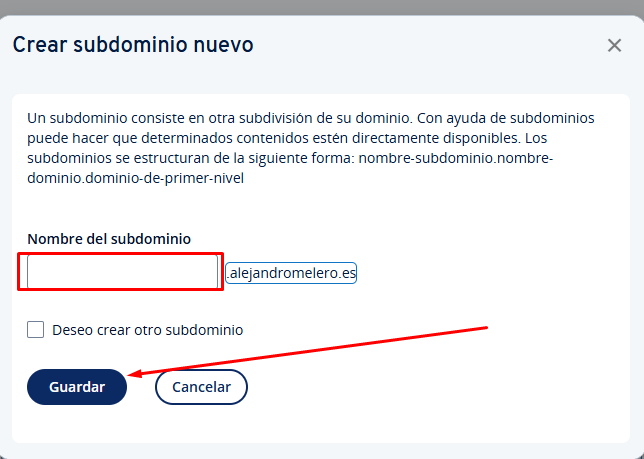 Crear subdominio nuevo
Un subdominio consiste en otra subdivisión de su dominio. Con ayuda de subdominios
puede hacer que determinados contenidos estén directamente disponibles. Los
subdominios se estructuran de la siguiente forma: nombre-subdominio.nombre-
dominio.dominio-de-primer-nivel
Nombre del subdominio
.alejandromelero.es
Deseo crear otro subdominio
Guardar
Cancelar